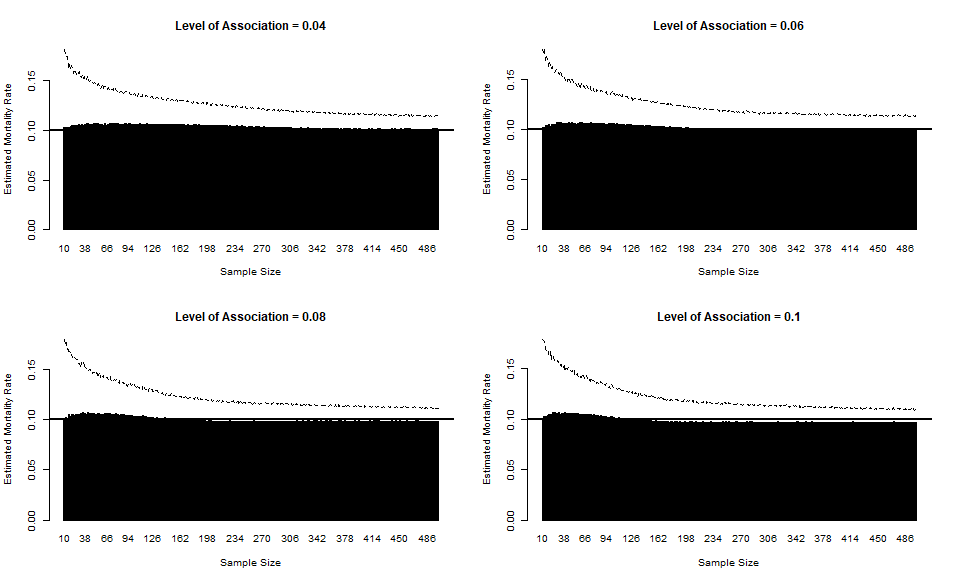 Level of Association = 0.04
Estimated Mortality Rate
0.15
0.10
0.05
0.00
10 38 66 94 126 162 198 234 270 306 342 378 414 450 486
Sample Size
Level of Association = 0.06
Estimated Mortality Rate
0.15
0.10
0.05
0.00
10 38 66 94 126 162 198 234 270 306 342 378 414 450 486
Sample Size
Level of Association = 0.08
Estimated Mortality Rate
0.15
0.10
0.05
0.00
10 38 66 94 126 162 198 234 270 306 342 378 414 450 486
Sample Size
Level of Association = 0.1
Estimated Mortality Rate
0.15
0.10
0.05
0.00
10 38 66 94 126 162 198 234 270 306 342 378 414 450 486
Sample Size